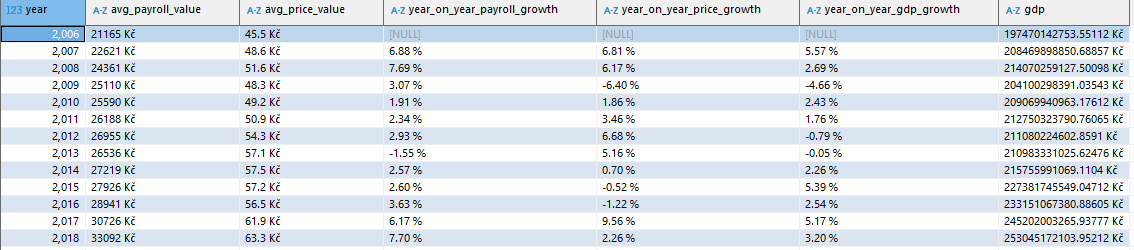 123 year A-Z avg_payroll_value A-Z avg_price_value A-Z year_on_year_payroll_growth A-Z year_on_year_price_growth A-Z year_on_year_gdp_growth A-Z gdp
2,006 21165 Kč 45.5 Kč [NULL] [NULL] [NULL] 197470142753.55112 Kč
2,007 22621 Kč 48.6 Kč 6.88 % 6.81 % 5.57 % 208469898850.68857 Kč
2,008 24361 Kč 51.6 Kč 7.69 % 6.17 % 2.69 % 214070259127.50098 Kč
2,009 25110 Kč 48.3 Kč 3.07 % -6.40 % -4.66 % 204100298391.03543 Kč
2,010 25590 Kč 49.2 Kč 1.91 % 1.86 % 2.43 % 209069940963.17612 Kč
2,011 26188 Kč 50.9 Kč 2.34 % 3.46 % 1.76 % 212750323790.76065 Kč
2,012 26955 Kč 54.3 Kč 2.93 % 6.68 % -0.79 % 211080224602.8591 Kč
2,013 26536 Kč 57.1 Kč -1.55 % 5.16 % -0.05 % 210983331025.62476 Kč
2,014 27219 Kč 57.5 Kč 2.57 % 0.70 % 2.26 % 215755991069.1104 Kč
2,015 27926 Kč 57.2 Kč 2.60 % -0.52 % 5.39 % 227381745549.04712 Kč
2,016 28941 Kč 56.5 Kč 3.63 % -1.22 % 2.54 % 233151067380.88605 Kč
2,017 30726 Kč 61.9 Kč 6.17 % 9.56 % 5.17 % 245202003265.93777 Kč
2,018 33092 Kč 63.3 Kč 7.70 % 2.26 % 3.20 % 253045172103.95212 Kč